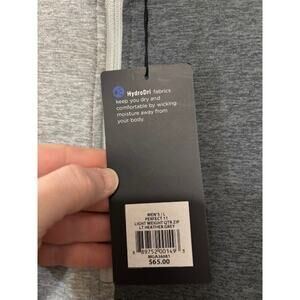 HydroDri fabrics
keep you dry and
comfortable by wicking
moisture away from
your body.
MEN'S / L
PERFECT 11
LIGHT WEIGHT QTR ZIP
LT HEATHER GREY
MGA36081
$65.00